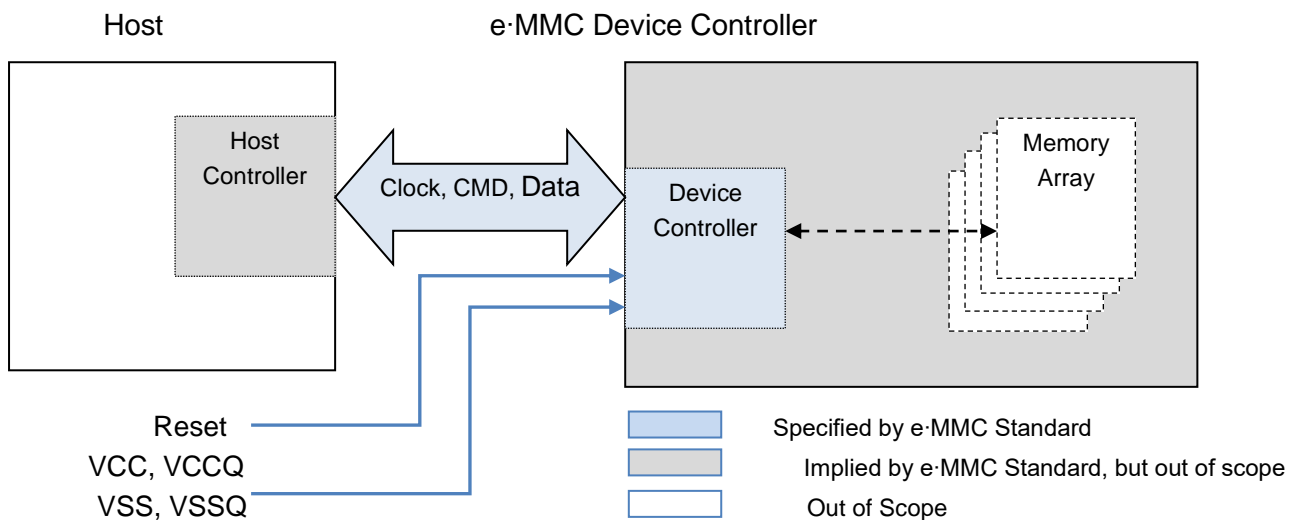 Host
e·MMC Device Controller
Host
Controller
Clock, CMD, Data
Device
Controller
Memory
Array
Reset
VCC, VCCQ
VSS, VSSQ
Specified by e·MMC Standard
Implied by e·MMC Standard, but out of scope
Out of Scope